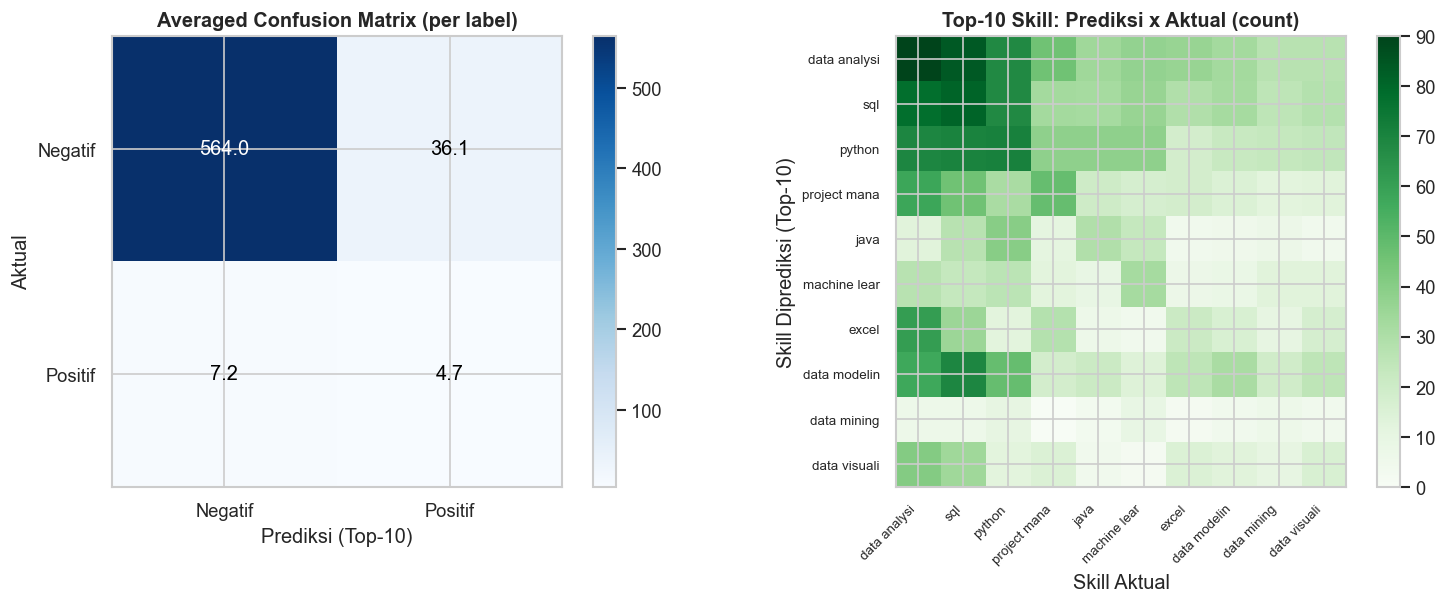 Averaged Confusion Matrix (per label)
Negatif
Positif
Aktual
564.0
36.1
7.2
4.7
Negatif
Positif
Prediksi (Top-10)
500
400
300
200
100
Top-10 Skill: Prediksi x Aktual (count)
Skill Diprediksi (Top-10)
data analysi
sql
python
project mana
java
machine lear
excel
data modelin
data mining
data visuali
data analysi
sql
python
project mana
java
machine lear
excel
data modelin
data mining
data visuali
Skill Aktual
90
80
70
60
50
40
30
20
10
0